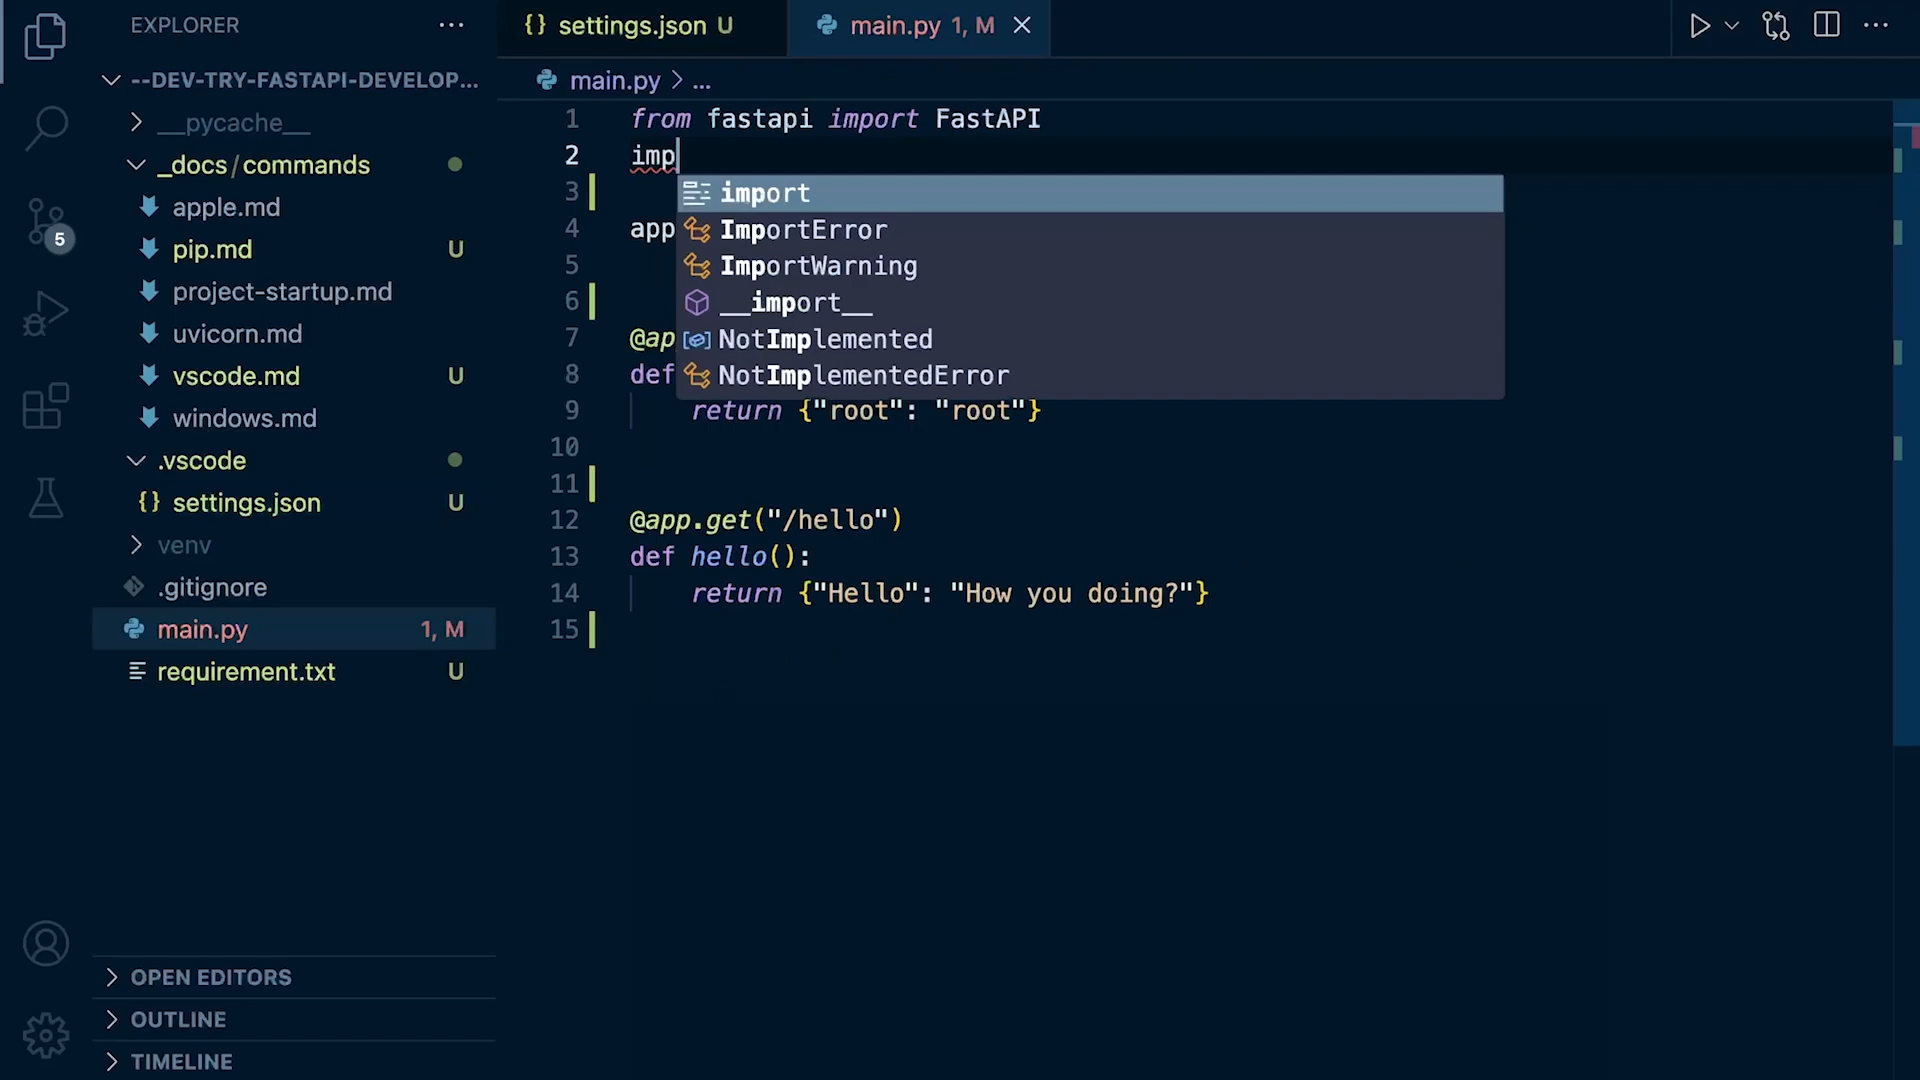 EXPLORER
--DEV-TRY-FASTAPI-DEVELOP...
__pycache__
_docs/commands
apple.md
pip.md U
project-startup.md
uvicorn.md
vscode.md U
windows.md
.vscode
settings.json U
venv
.gitignore
main.py 1, M
requirement.txt U
OPEN EDITORS
OUTLINE
TIMELINE
5
{} settings.json U
main.py 1, M
main.py > ...
1 from fastapi import FastAPI
2 imp
3
4 app
5
6
7 @ap
8 def
9 return {"root": "root"}
10
11
12 @app.get("/hello")
13 def hello():
14 return {"Hello": "How you doing?"}
15
import
ImportError
ImportWarning
__import__
NotImplemented
NotImplementedError